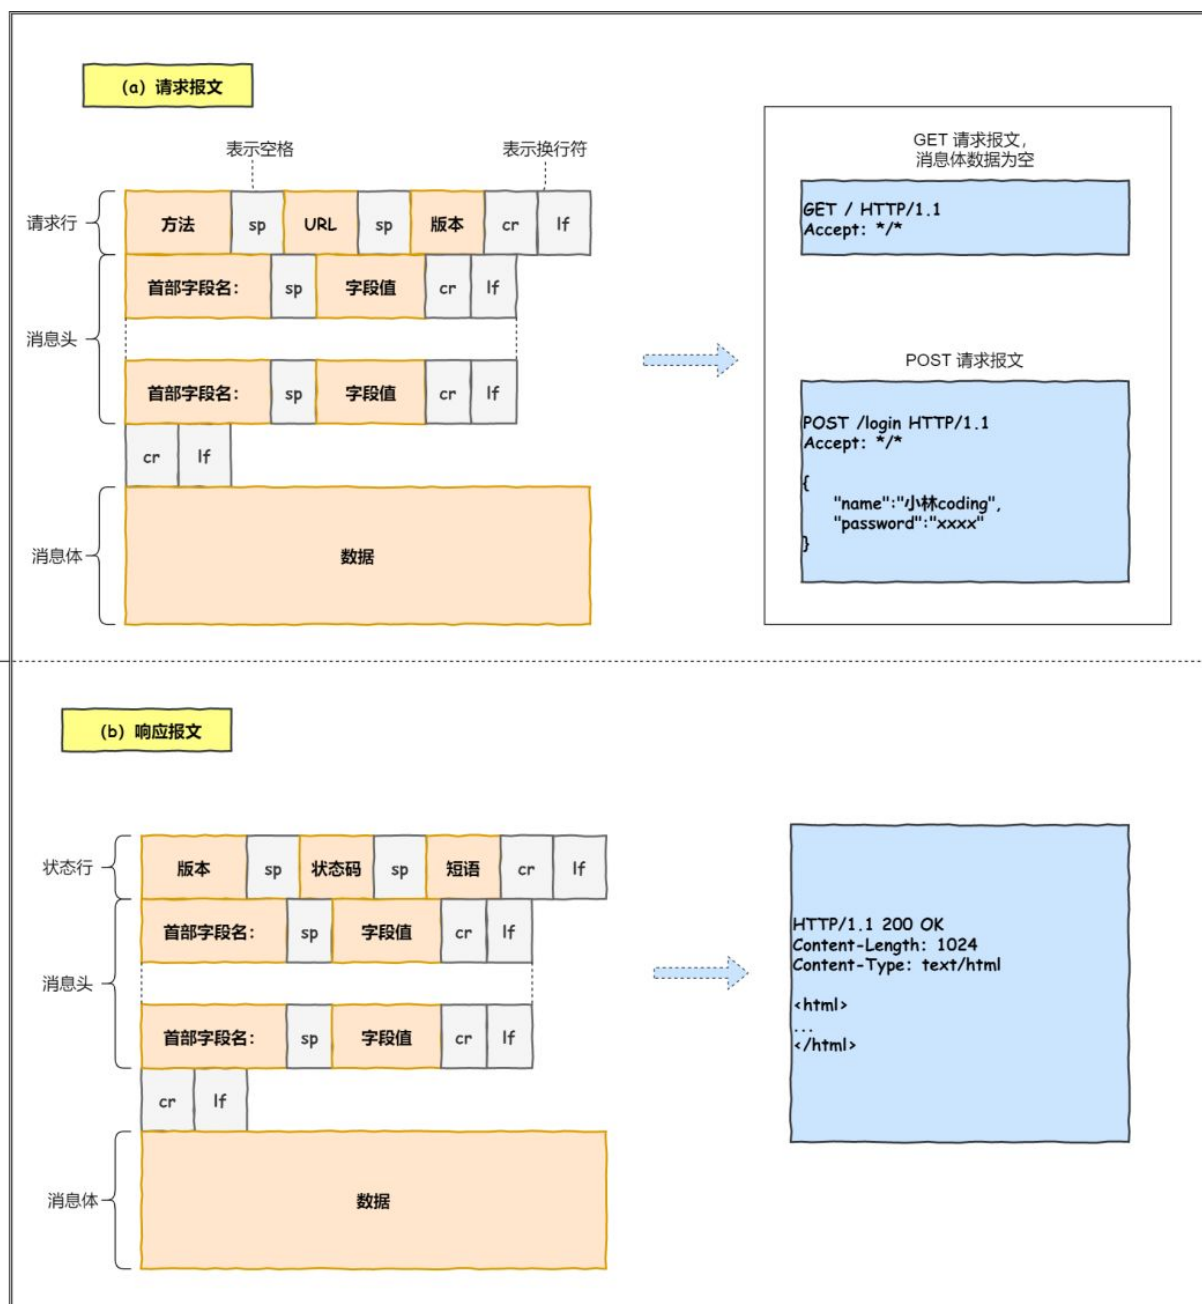 (a) 请求报文
表示空格
表示换行符
请求行
方法 sp URL sp 版本 cr lf
消息头
首部字段名: sp 字段值 cr lf
首部字段名: sp 字段值 cr lf
cr lf
消息体
数据
GET 请求报文,
消息体数据为空
GET / HTTP/1.1
Accept: */*
POST 请求报文
POST /login HTTP/1.1
Accept: */*
{
"name":"小林coding",
"password":"xxxx"
}
(b) 响应报文
状态行
版本 sp 状态码 sp 短语 cr lf
消息头
首部字段名: sp 字段值 cr lf
首部字段名: sp 字段值 cr lf
cr lf
消息体
数据
HTTP/1.1 200 OK
Content-Length: 1024
Content-Type: text/html
<html>
...
</html>